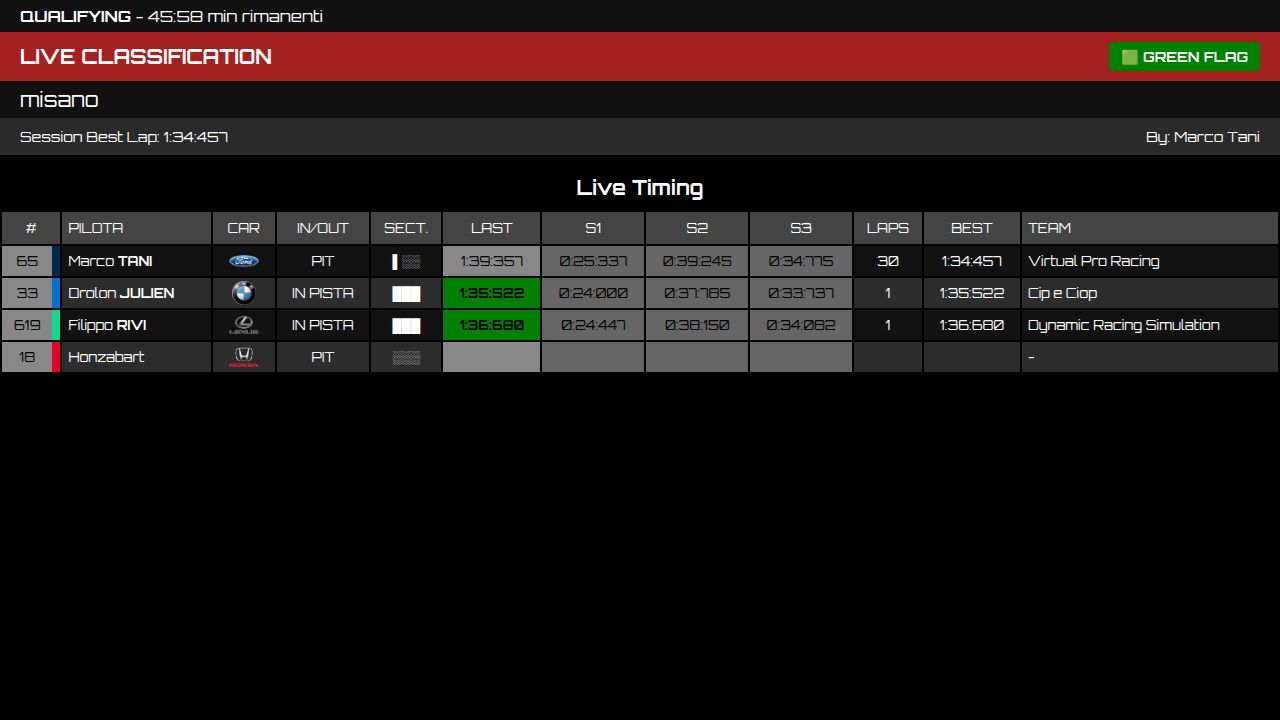 QUALIFYING - 45:58 min rimanenti
LIVE CLASSIFICATION
GREEN FLAG
misano
Session Best Lap: 1:34:457
By: Marco Tani
Live Timing
# PILOTA CAR IN/OUT SECT. LAST S1 S2 S3 LAPS BEST TEAM
65 Marco TANI Ford PIT 1:39:357 0:25:337 0:39:245 0:34:775 30 1:34:457 Virtual Pro Racing
33 Drolon JULIEN BMW IN PISTA 1:35:522 0:24:000 0:37:785 0:33:737 1 1:35:522 Cip e Ciop
619 Filippo RIVI LEXUS IN PISTA 1:36:680 0:24:447 0:38:150 0:34:082 1 1:36:680 Dynamic Racing Simulation
18 Honzabart HONDA PIT -